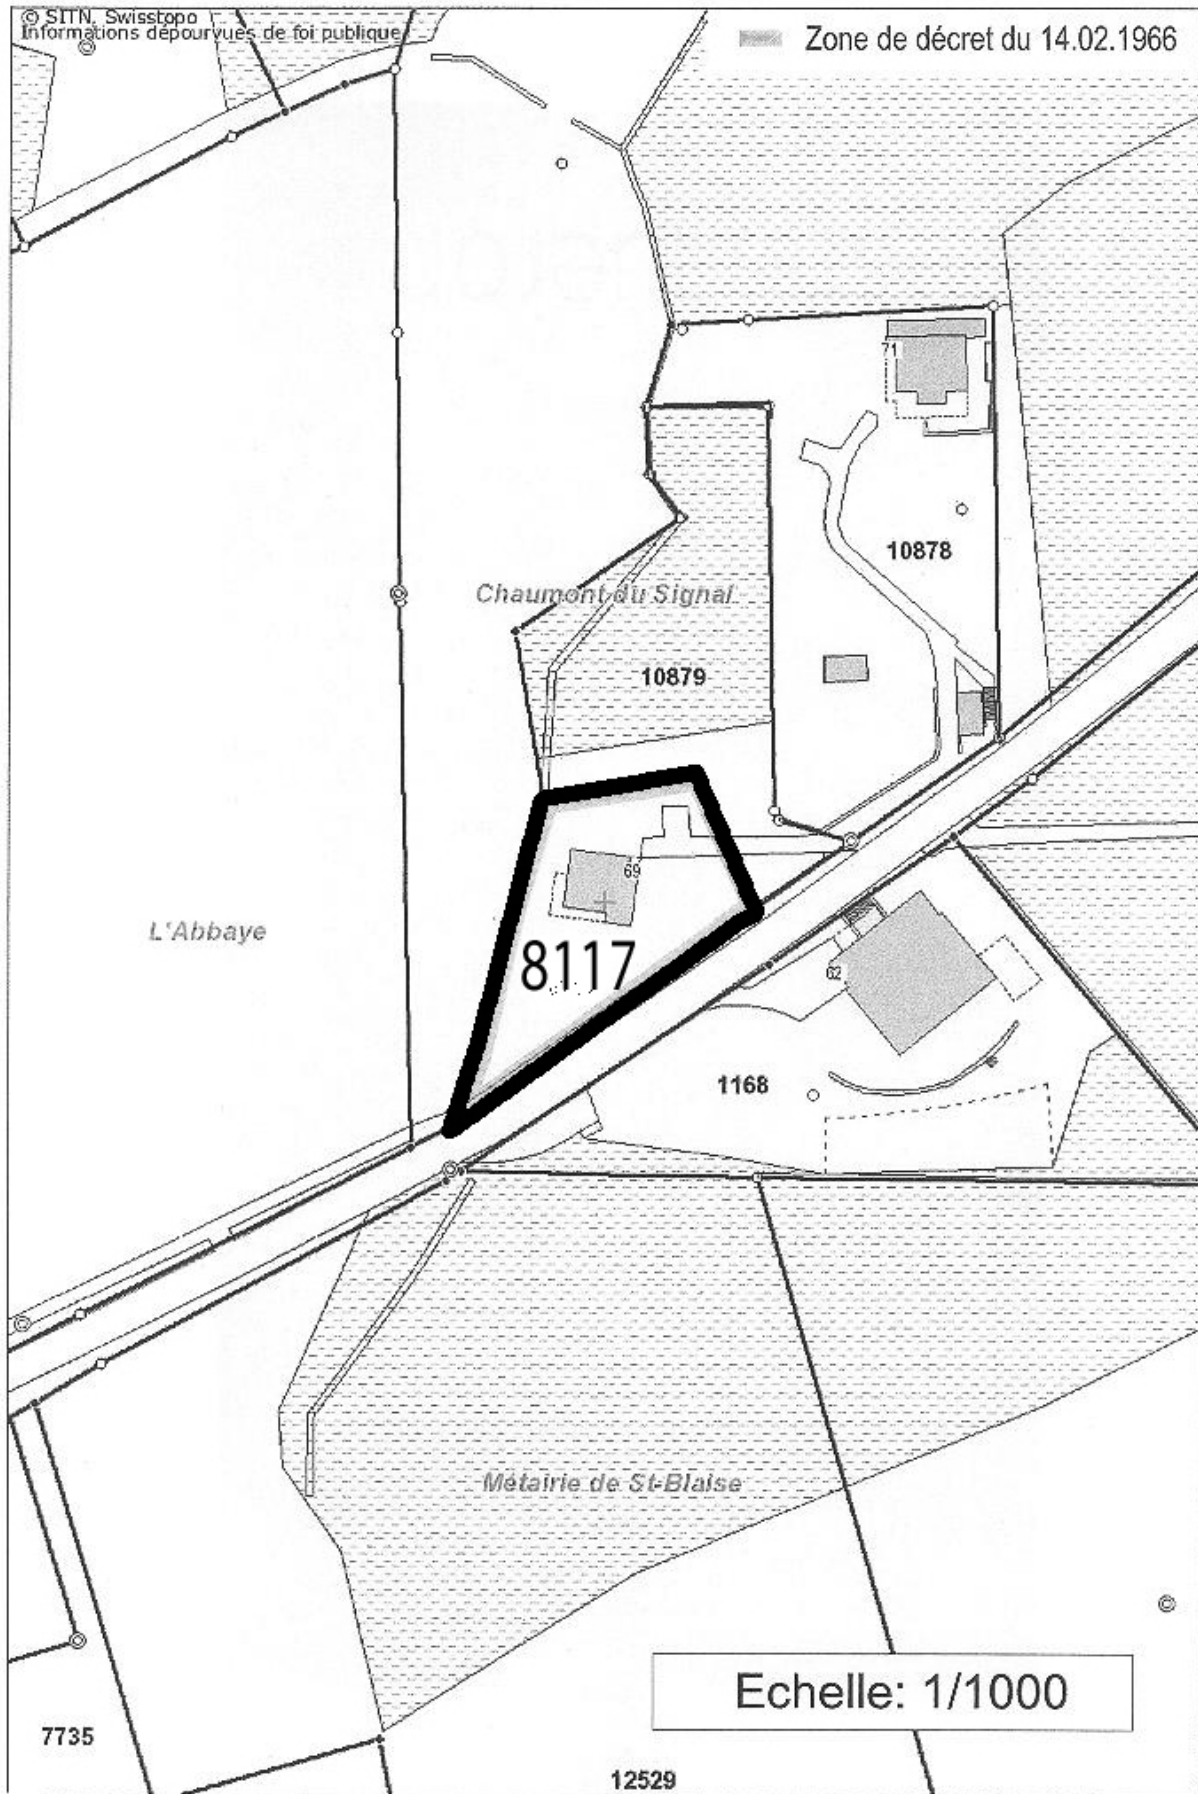 © SITN, Swisstopo
Informations dépourvues de foi publique
Zone de décret du 14.02.1966
71
10878
Chaumont du Signal
10879
69
L'Abbaye
8117
62
1168
Métairie de St-Blaise
Echelle: 1/1000
7735
12529